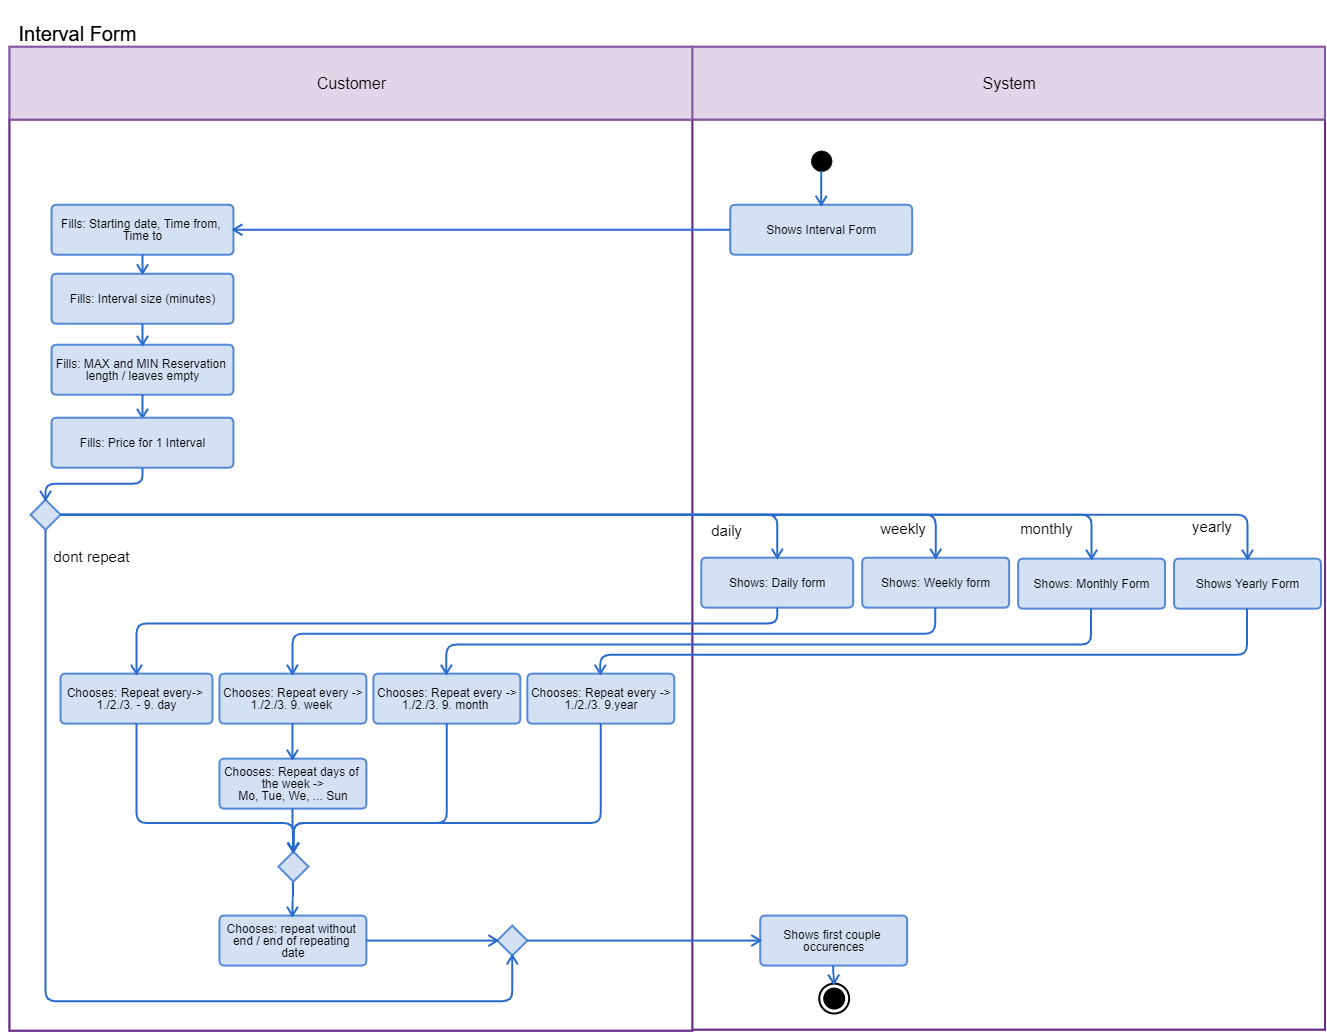 Interval Form
Customer
System
Fills: Starting date, Time from,
Time to
Shows Interval Form
Fills: Interval size (minutes)
Fills: MAX and MIN Reservation
length / leaves empty
Fills: Price for 1 Interval
daily
weekly
monthly
yearly
dont repeat
Shows: Daily form
Shows: Weekly form
Shows: Monthly Form
Shows Yearly Form
Chooses: Repeat every->
1./2./3. - 9. day
Chooses: Repeat every ->
1./2./3. 9. week
Chooses: Repeat every ->
1./2./3. 9. month
Chooses: Repeat every ->
1./2./3. 9.year
Chooses: Repeat days of
the week ->
Mo, Tue, We, ... Sun
Chooses: repeat without
end / end of repeating
date
Shows first couple
occurences